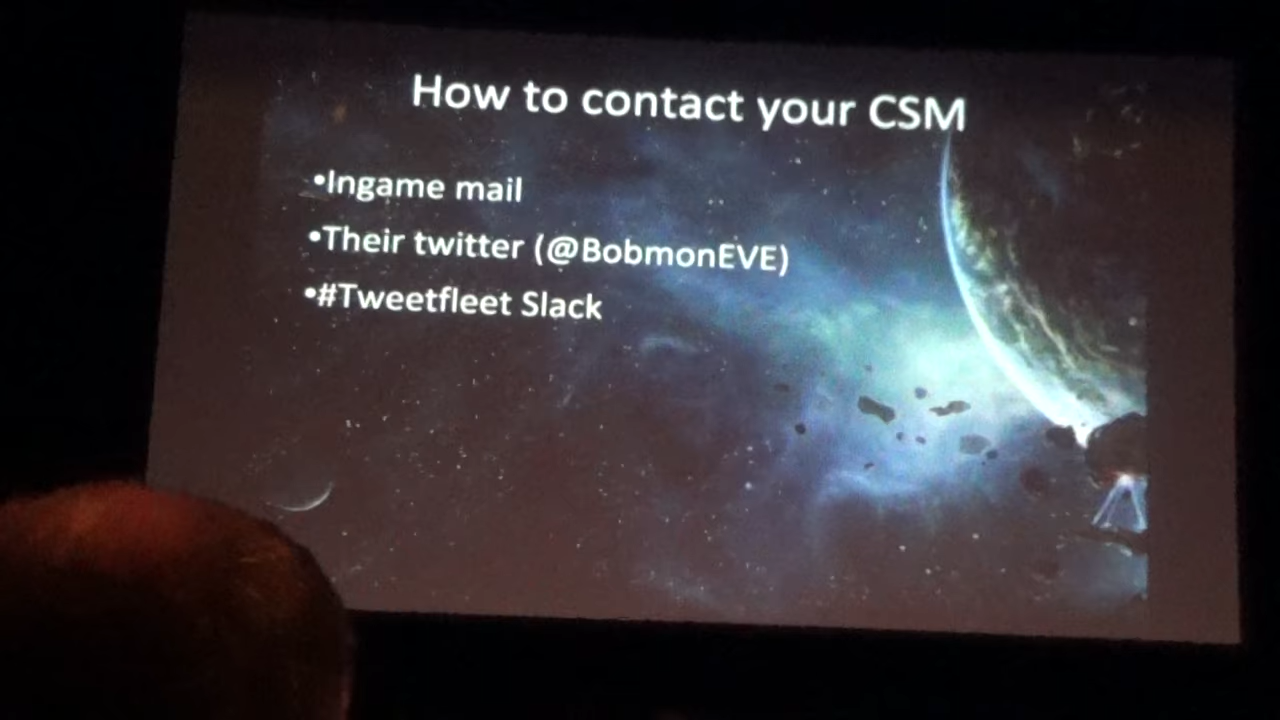 How to contact your CSM
•Ingame mail
•Their twitter (@BobmonEVE)
•#Tweetfleet Slack